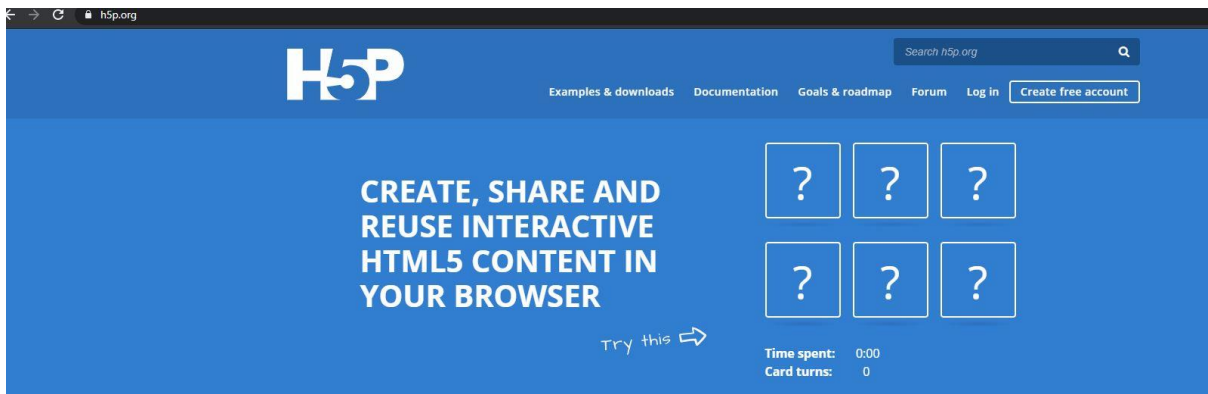 h5p.org
H5P
Search h5p.org
Examples & downloads Documentation Goals & roadmap Forum Log in Create free account
CREATE, SHARE AND
REUSE INTERACTIVE
HTML5 CONTENT IN
YOUR BROWSER
Try this
? ? ?
? ? ?
Time spent: 0:00
Card turns: 0